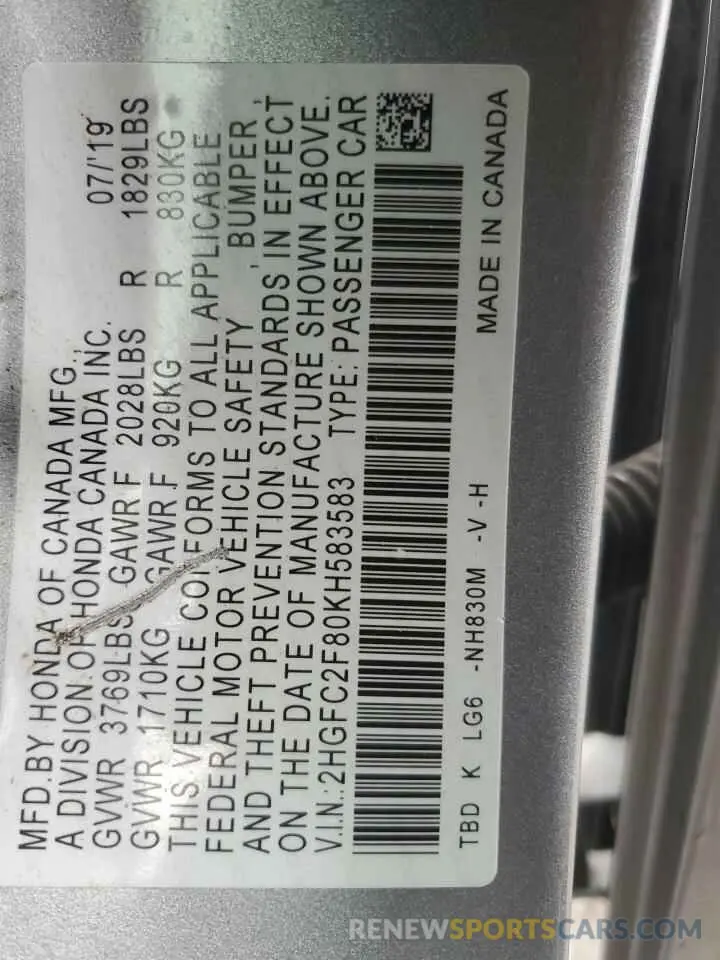 MFD.BY HONDA OF CANADA MFG.,
A DIVISION OF HONDA CANADA INC. 07/'19
GVWR 3769LBS GAWR F 2028LBS R 1829LBS
GVWR 1710KG GAWR F 920KG R 830KG
THIS VEHICLE CONFORMS TO ALL APPLICABLE
FEDERAL MOTOR VEHICLE SAFETY , BUMPER ,
AND THEFT PREVENTION STANDARDS IN EFFECT
ON THE DATE OF MANUFACTURE SHOWN ABOVE.
V.I.N.:2HGFC2F80KH583583 TYPE: PASSENGER CAR
TBD K LG6 -NH830M -V -H MADE IN CANADA
RENEWSPORTSCARS.COM